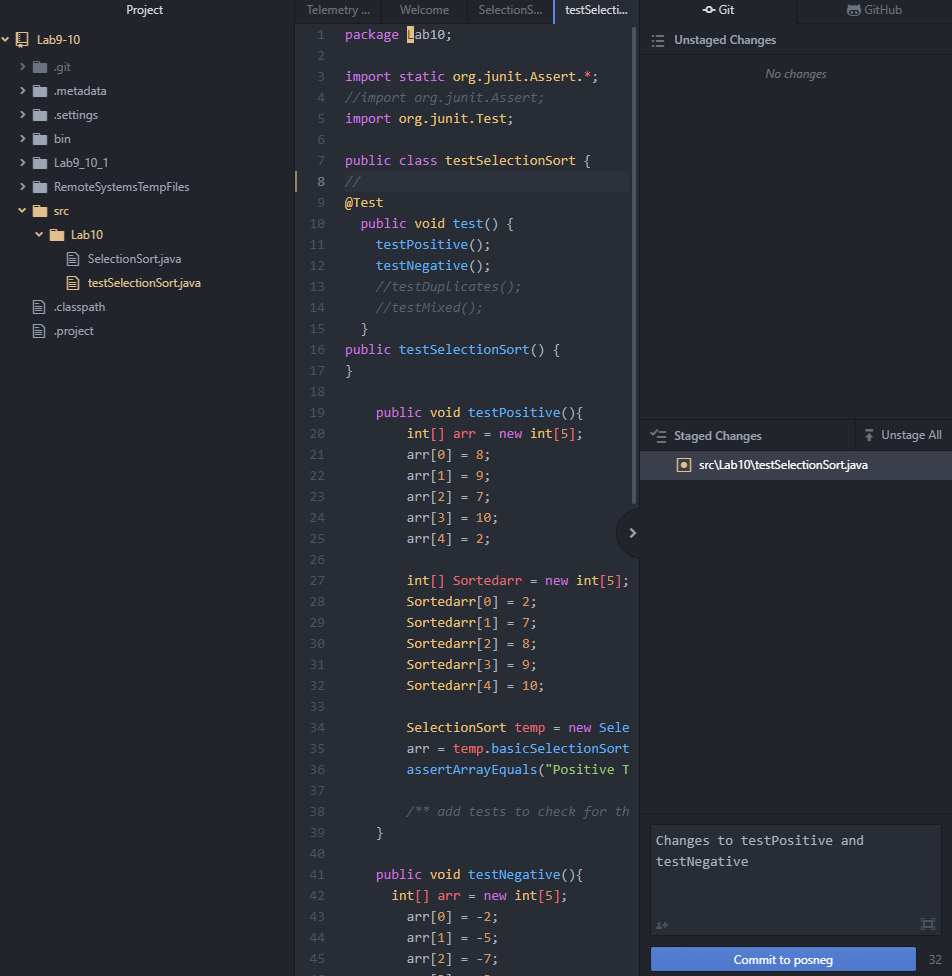 Project
Lab9-10
.git
.metadata
.settings
bin
Lab9_10_1
RemoteSystemsTempFiles
src
Lab10
SelectionSort.java
testSelectionSort.java
.classpath
.project
Telemetry ... Welcome SelectionS... testSelecti...
1 package Lab10;
2
3 import static org.junit.Assert.*;
4 //import org.junit.Assert;
5 import org.junit.Test;
6
7 public class testSelectionSort {
8 //
9 @Test
10 public void test() {
11 testPositive();
12 testNegative();
13 //testDuplicates();
14 //testMixed();
15 }
16 public testSelectionSort() {
17 }
18
19 public void testPositive(){
20 int[] arr = new int[5];
21 arr[0] = 8;
22 arr[1] = 9;
23 arr[2] = 7;
24 arr[3] = 10;
25 arr[4] = 2;
26
27 int[] Sortedarr = new int[5];
28 Sortedarr[0] = 2;
29 Sortedarr[1] = 7;
30 Sortedarr[2] = 8;
31 Sortedarr[3] = 9;
32 Sortedarr[4] = 10;
33
34 SelectionSort temp = new Sele
35 arr = temp.basicSelectionSort
36 assertArrayEquals("Positive T
37
38 /** add tests to check for th
39 }
40
41 public void testNegative(){
42 int[] arr = new int[5];
43 arr[0] = -2;
44 arr[1] = -5;
45 arr[2] = -7;
Git GitHub
Unstaged Changes
No changes
Staged Changes Unstage All
src\Lab10\testSelectionSort.java
Changes to testPositive and
testNegative
Commit to posneg 32